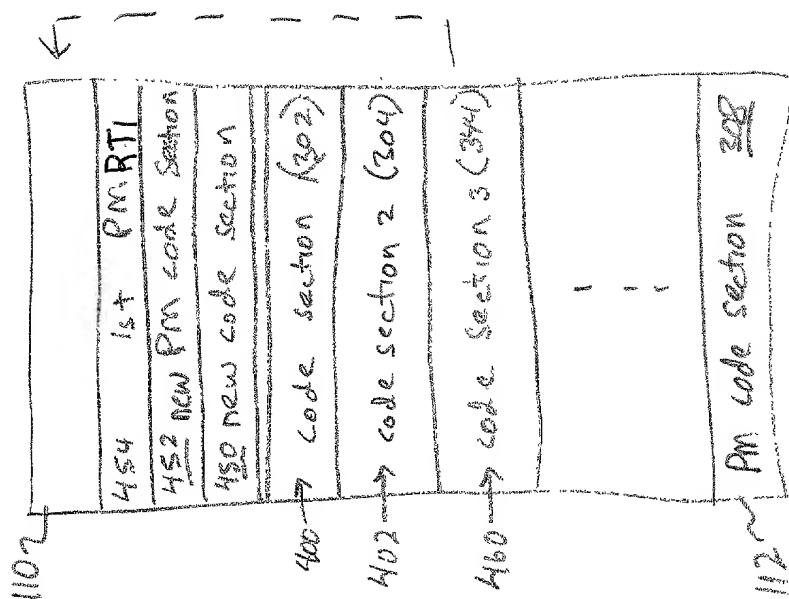 110
454 1st PM RTI
452 new PM code section
450 new code section
400 → code section (302)
402 → code section 2 (304)
460 → code section 3 (344)
112 PM code section 308